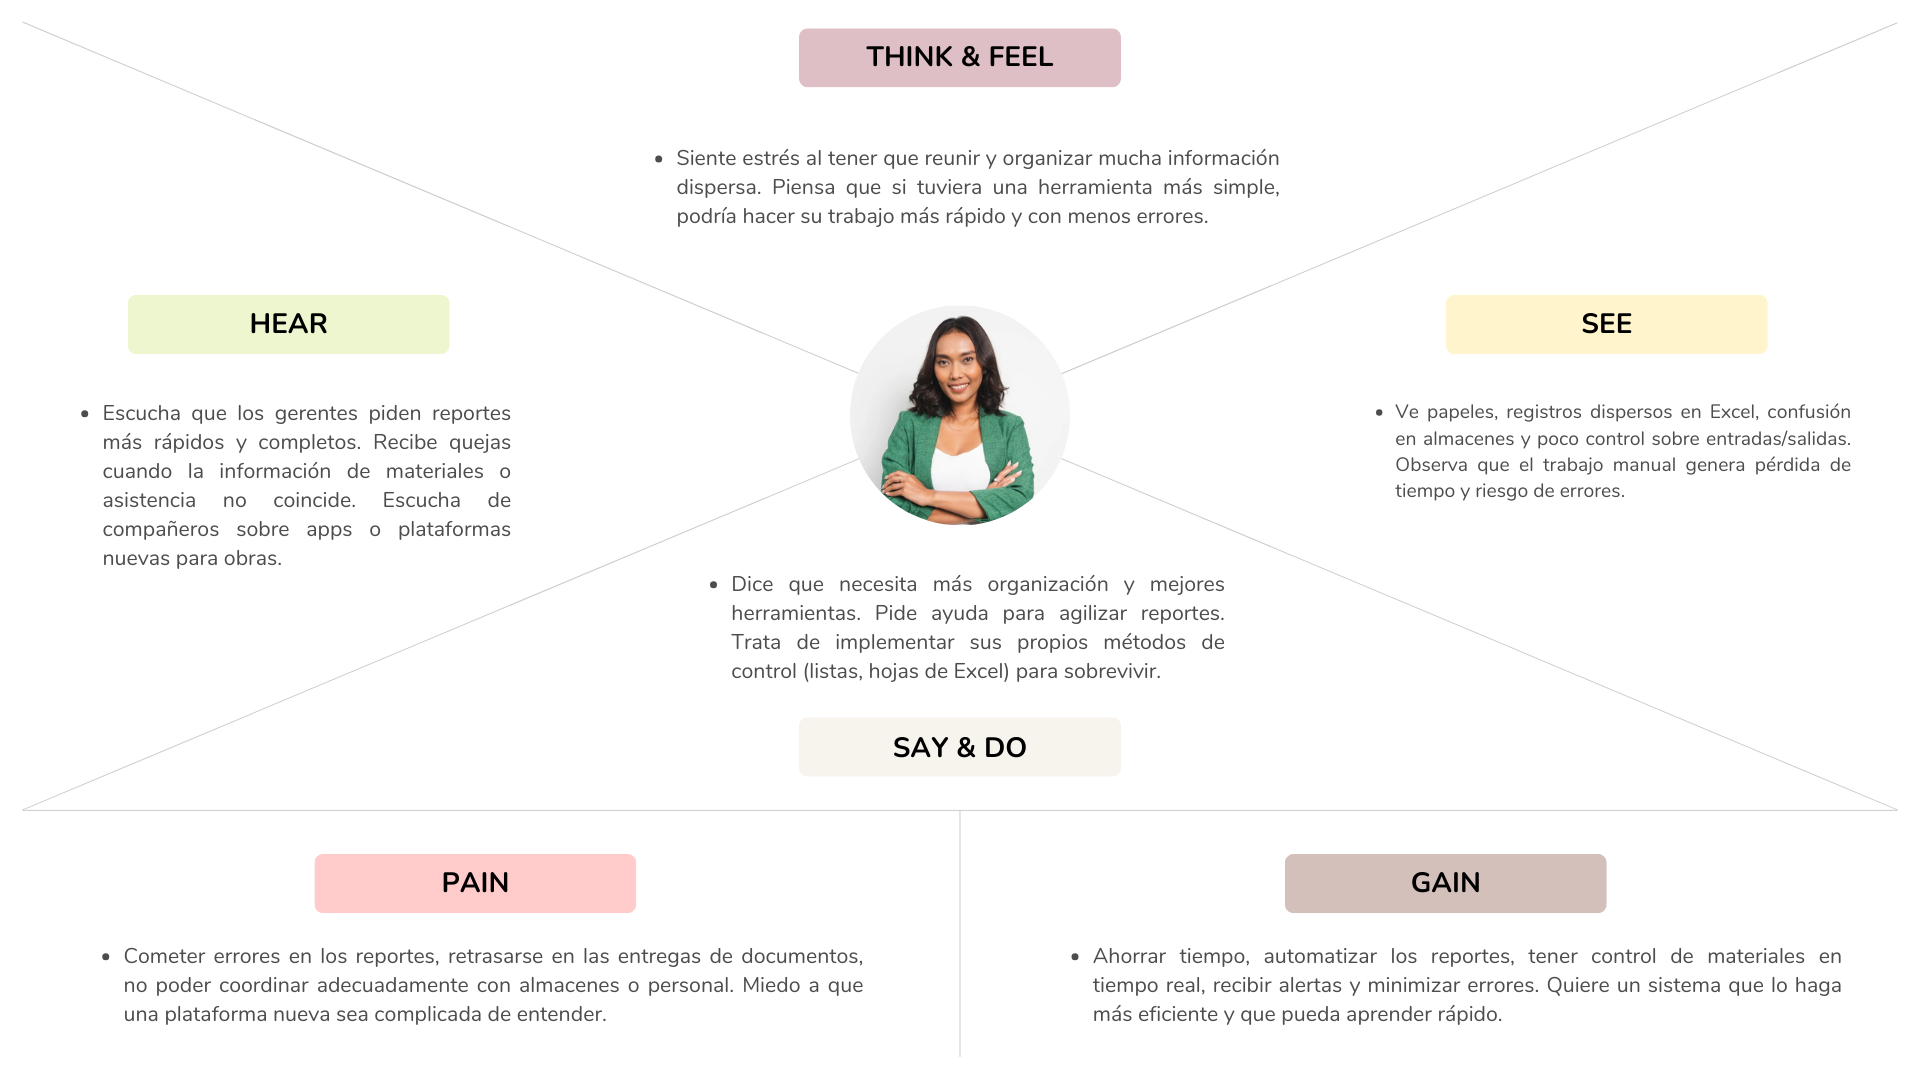 THINK & FEEL
Siente estrés al tener que reunir y organizar mucha información
dispersa. Piensa que si tuviera una herramienta más simple,
podría hacer su trabajo más rápido y con menos errores.
HEAR
Escucha que los gerentes piden reportes
más rápidos y completos. Recibe quejas
cuando la información de materiales o
asistencia no coincide. Escucha de
compañeros sobre apps o plataformas
nuevas para obras.
SEE
Ve papeles, registros dispersos en Excel, confusión
en almacenes y poco control sobre entradas/salidas.
Observa que el trabajo manual genera pérdida de
tiempo y riesgo de errores.
Dice que necesita más organización y mejores
herramientas. Pide ayuda para agilizar reportes.
Trata de implementar sus propios métodos de
control (listas, hojas de Excel) para sobrevivir.
SAY & DO
PAIN
Cometer errores en los reportes, retrasarse en las entregas de documentos,
no poder coordinar adecuadamente con almacenes o personal. Miedo a que
una plataforma nueva sea complicada de entender.
GAIN
Ahorrar tiempo, automatizar los reportes, tener control de materiales en
tiempo real, recibir alertas y minimizar errores. Quiere un sistema que lo haga
más eficiente y que pueda aprender rápido.